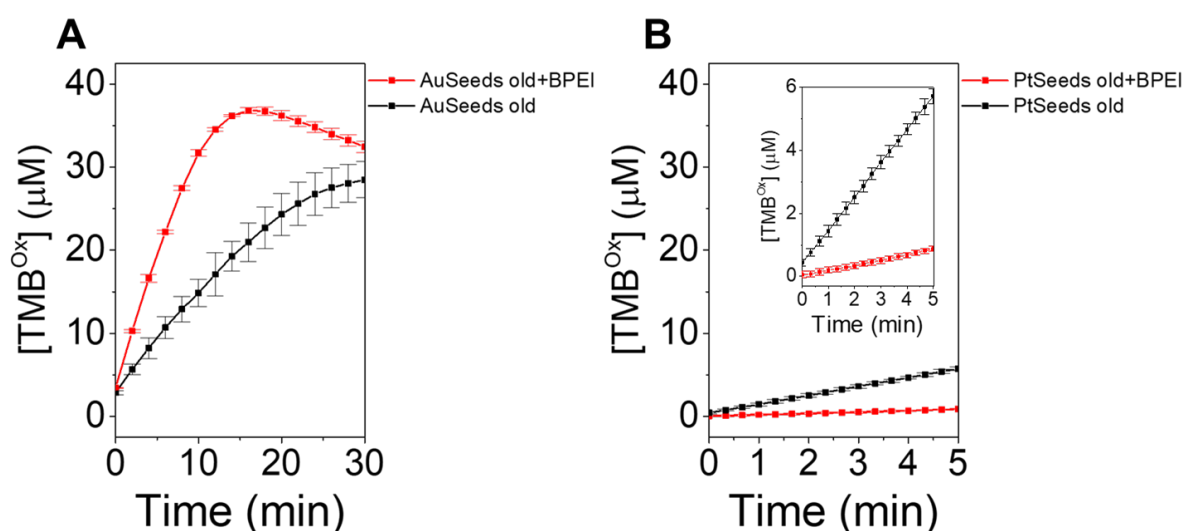 A
AuSeeds old+BPEI
AuSeeds old
[TMB^Ox] (μM)
40
30
20
10
0
0 10 20 30
Time (min)
B
PtSeeds old+BPEI
PtSeeds old
[TMB^Ox] (μM)
40
30
20
10
0
0 1 2 3 4 5
Time (min)
[TMB^Ox] (μM)
6
4
2
0
0 1 2 3 4 5
Time (min)